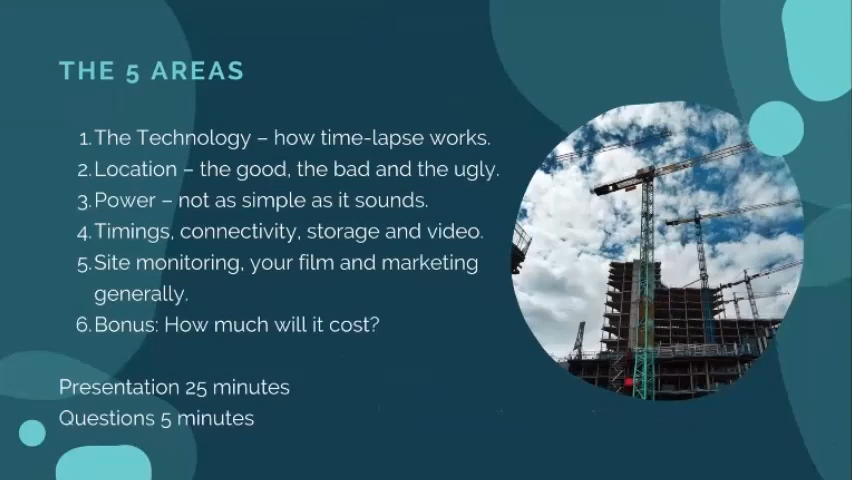 THE 5 AREAS
1. The Technology – how time-lapse works.
2. Location – the good, the bad and the ugly.
3. Power – not as simple as it sounds.
4. Timings, connectivity, storage and video.
5. Site monitoring, your film and marketing
generally.
6. Bonus: How much will it cost?
Presentation 25 minutes
Questions 5 minutes